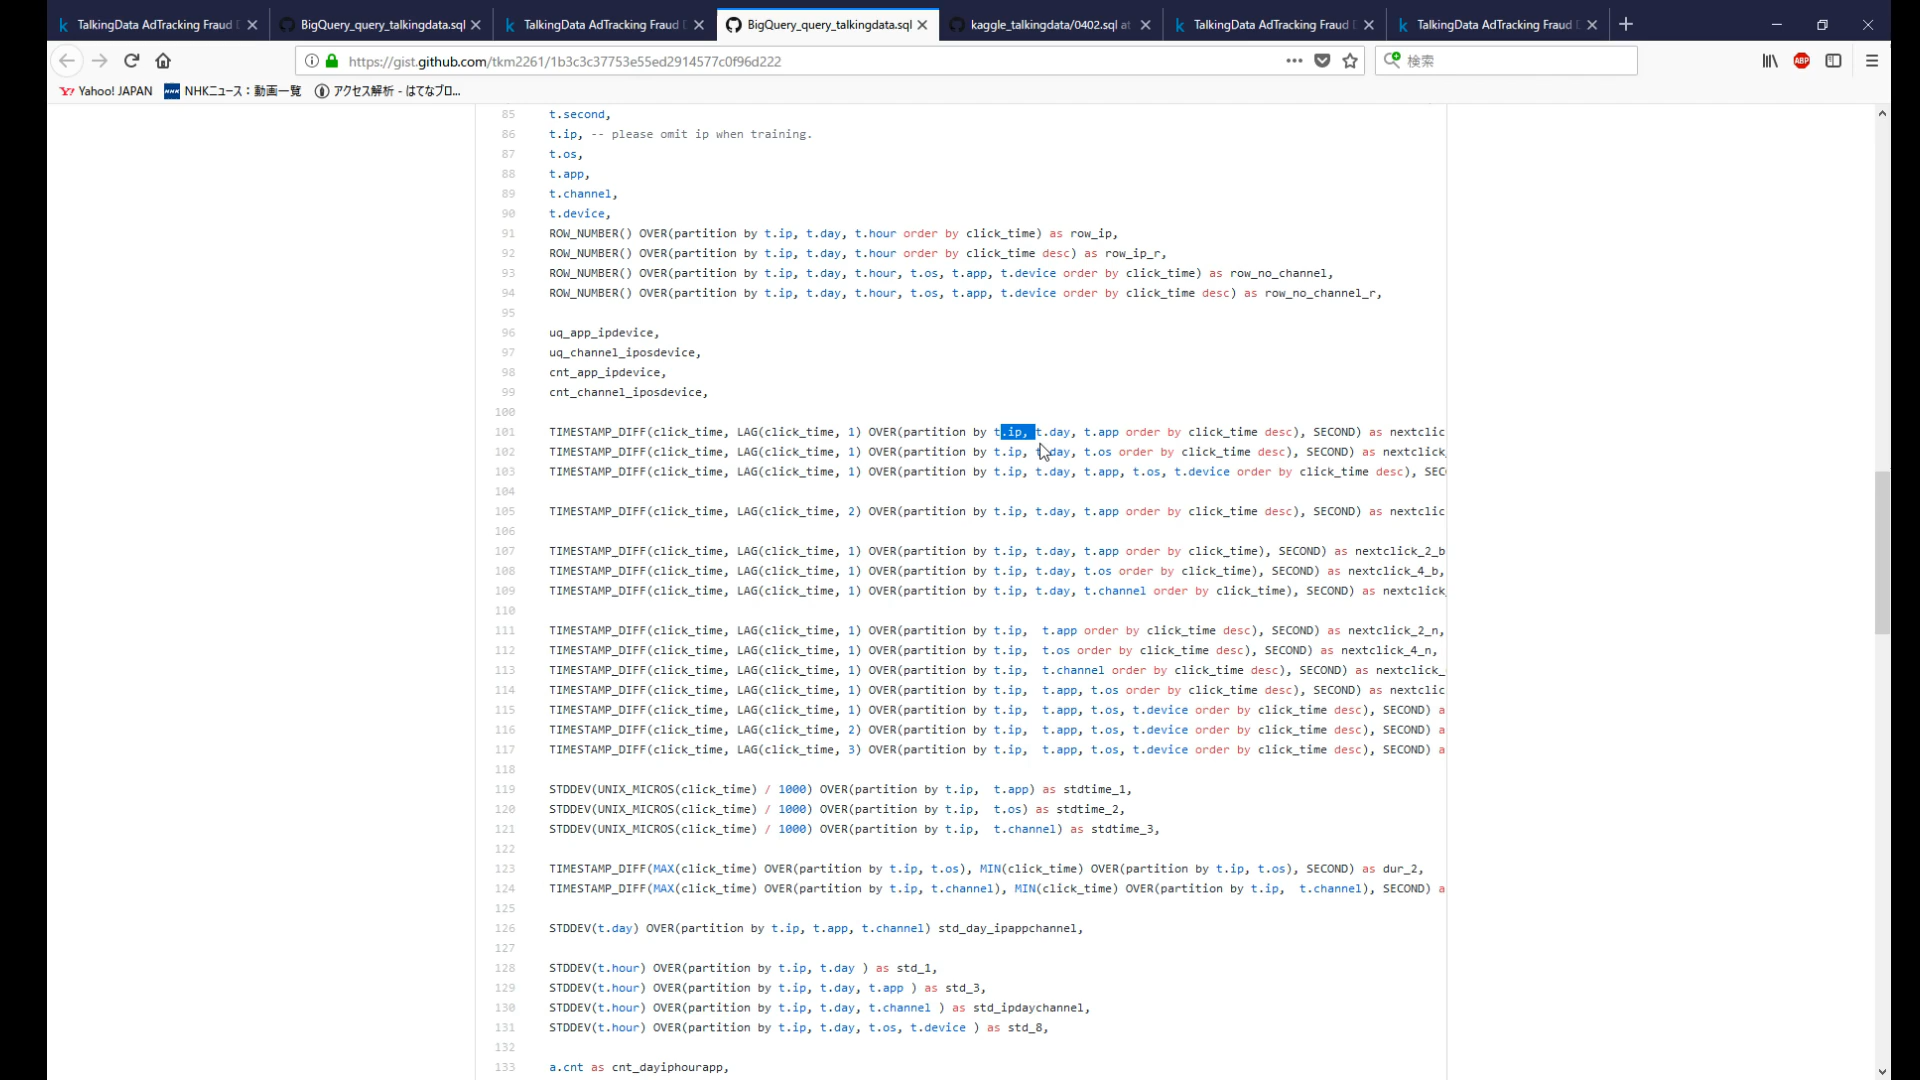 TalkingData AdTracking Fraud D
BigQuery_query_talkingdata.sql
TalkingData AdTracking Fraud D
BigQuery_query_talkingdata.sql
kaggle_talkingdata/0402.sql at
TalkingData AdTracking Fraud D
TalkingData AdTracking Fraud D
https://gist.github.com/tkm2261/1b3c3c37753e55ed2914577c0f96d222
検索
ABP
Yahoo! JAPAN
NHKニュース：動画一覧
アクセス解析 - はてなブロ...
85 t.second,
86 t.ip, -- please omit ip when training.
87 t.os,
88 t.app,
89 t.channel,
90 t.device,
91 ROW_NUMBER() OVER(partition by t.ip, t.day, t.hour order by click_time) as row_ip,
92 ROW_NUMBER() OVER(partition by t.ip, t.day, t.hour order by click_time desc) as row_ip_r,
93 ROW_NUMBER() OVER(partition by t.ip, t.day, t.hour, t.os, t.app, t.device order by click_time) as row_no_channel,
94 ROW_NUMBER() OVER(partition by t.ip, t.day, t.hour, t.os, t.app, t.device order by click_time desc) as row_no_channel_r,
95
96 uq_app_ipdevice,
97 uq_channel_iposdevice,
98 cnt_app_ipdevice,
99 cnt_channel_iposdevice,
100
101 TIMESTAMP_DIFF(click_time, LAG(click_time, 1) OVER(partition by t.ip, t.day, t.app order by click_time desc), SECOND) as nextclic
102 TIMESTAMP_DIFF(click_time, LAG(click_time, 1) OVER(partition by t.ip, t.day, t.os order by click_time desc), SECOND) as nextclick_
103 TIMESTAMP_DIFF(click_time, LAG(click_time, 1) OVER(partition by t.ip, t.day, t.app, t.os, t.device order by click_time desc), SEC
104
105 TIMESTAMP_DIFF(click_time, LAG(click_time, 2) OVER(partition by t.ip, t.day, t.app order by click_time desc), SECOND) as nextclic
106
107 TIMESTAMP_DIFF(click_time, LAG(click_time, 1) OVER(partition by t.ip, t.day, t.app order by click_time), SECOND) as nextclick_2_b
108 TIMESTAMP_DIFF(click_time, LAG(click_time, 1) OVER(partition by t.ip, t.day, t.os order by click_time), SECOND) as nextclick_4_b,
109 TIMESTAMP_DIFF(click_time, LAG(click_time, 1) OVER(partition by t.ip, t.day, t.channel order by click_time), SECOND) as nextclick_
110
111 TIMESTAMP_DIFF(click_time, LAG(click_time, 1) OVER(partition by t.ip,  t.app order by click_time desc), SECOND) as nextclick_2_n,
112 TIMESTAMP_DIFF(click_time, LAG(click_time, 1) OVER(partition by t.ip,  t.os order by click_time desc), SECOND) as nextclick_4_n,
113 TIMESTAMP_DIFF(click_time, LAG(click_time, 1) OVER(partition by t.ip,  t.channel order by click_time desc), SECOND) as nextclick_
114 TIMESTAMP_DIFF(click_time, LAG(click_time, 1) OVER(partition by t.ip,  t.app, t.os order by click_time desc), SECOND) as nextclic
115 TIMESTAMP_DIFF(click_time, LAG(click_time, 1) OVER(partition by t.ip,  t.app, t.os, t.device order by click_time desc), SECOND) a
116 TIMESTAMP_DIFF(click_time, LAG(click_time, 2) OVER(partition by t.ip,  t.app, t.os, t.device order by click_time desc), SECOND) a
117 TIMESTAMP_DIFF(click_time, LAG(click_time, 3) OVER(partition by t.ip,  t.app, t.os, t.device order by click_time desc), SECOND) a
118
119 STDDEV(UNIX_MICROS(click_time) / 1000) OVER(partition by t.ip,  t.app) as stdtime_1,
120 STDDEV(UNIX_MICROS(click_time) / 1000) OVER(partition by t.ip,  t.os) as stdtime_2,
121 STDDEV(UNIX_MICROS(click_time) / 1000) OVER(partition by t.ip,  t.channel) as stdtime_3,
122
123 TIMESTAMP_DIFF(MAX(click_time) OVER(partition by t.ip, t.os), MIN(click_time) OVER(partition by t.ip, t.os), SECOND) as dur_2,
124 TIMESTAMP_DIFF(MAX(click_time) OVER(partition by t.ip, t.channel), MIN(click_time) OVER(partition by t.ip,  t.channel), SECOND) a
125
126 STDDEV(t.day) OVER(partition by t.ip, t.app, t.channel) std_day_ipappchannel,
127
128 STDDEV(t.hour) OVER(partition by t.ip, t.day ) as std_1,
129 STDDEV(t.hour) OVER(partition by t.ip, t.day, t.app ) as std_3,
130 STDDEV(t.hour) OVER(partition by t.ip, t.day, t.channel ) as std_ipdaychannel,
131 STDDEV(t.hour) OVER(partition by t.ip, t.day, t.os, t.device ) as std_8,
132
133 a.cnt as cnt_dayiphourapp,